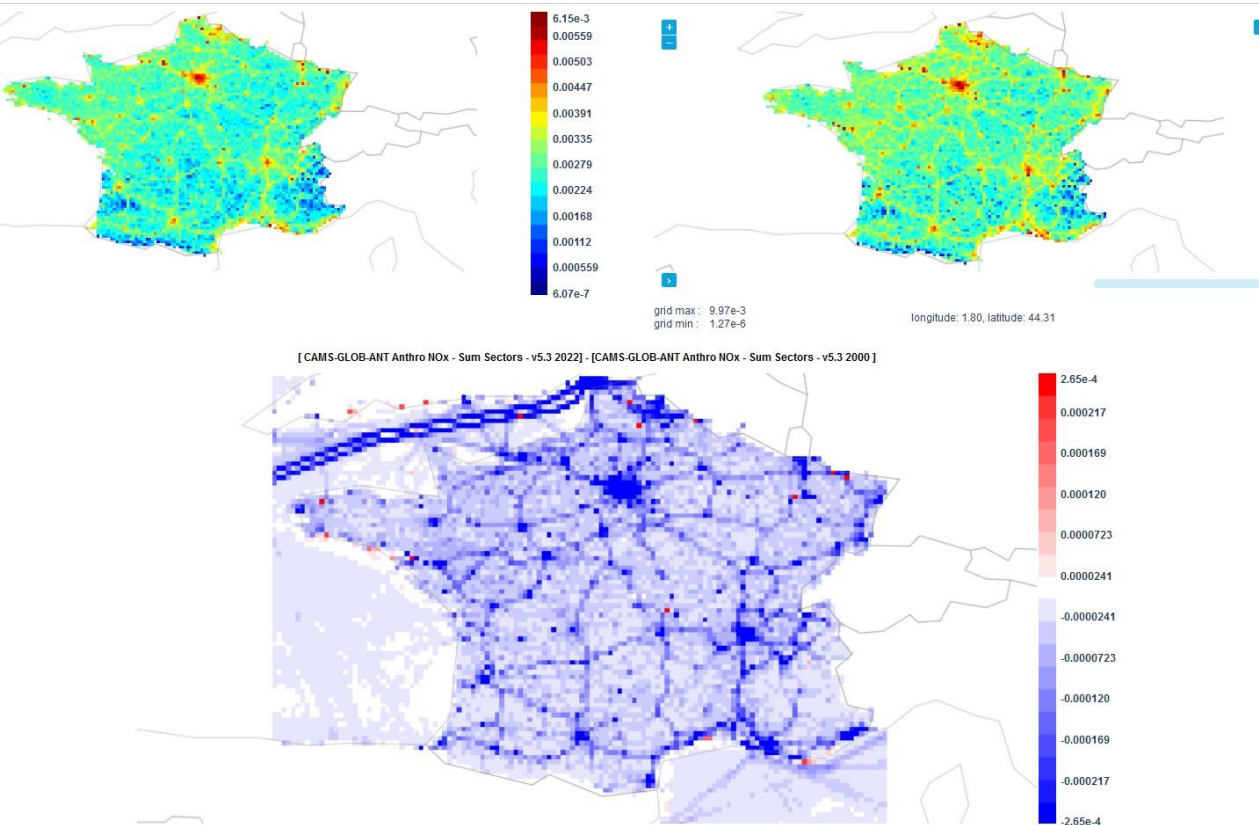 6.15e-3
0.00559
0.00503
0.00447
0.00391
0.00335
0.00279
0.00224
0.00168
0.00112
0.000559
6.07e-7
+
−
›
grid max : 9.97e-3
grid min : 1.27e-6
longitude: 1.80, latitude: 44.31
[ CAMS-GLOB-ANT Anthro NOx - Sum Sectors - v5.3 2022] - [CAMS-GLOB-ANT Anthro NOx - Sum Sectors - v5.3 2000 ]
2.65e-4
0.000217
0.000169
0.000120
0.0000723
0.0000241
-0.0000241
-0.0000723
-0.000120
-0.000169
-0.000217
-2.65e-4